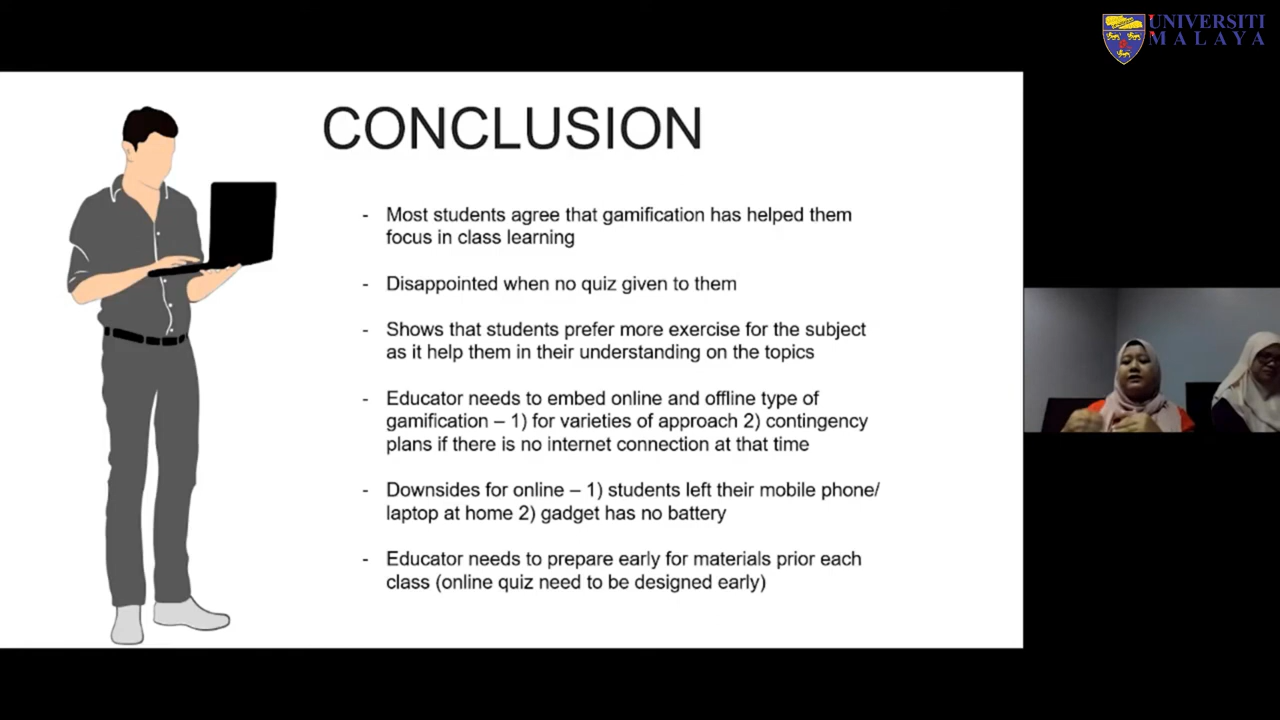 UNIVERSITI
MALAYA
CONCLUSION
- Most students agree that gamification has helped them
focus in class learning
- Disappointed when no quiz given to them
- Shows that students prefer more exercise for the subject
as it help them in their understanding on the topics
- Educator needs to embed online and offline type of
gamification – 1) for varieties of approach 2) contingency
plans if there is no internet connection at that time
- Downsides for online – 1) students left their mobile phone/
laptop at home 2) gadget has no battery
- Educator needs to prepare early for materials prior each
class (online quiz need to be designed early)